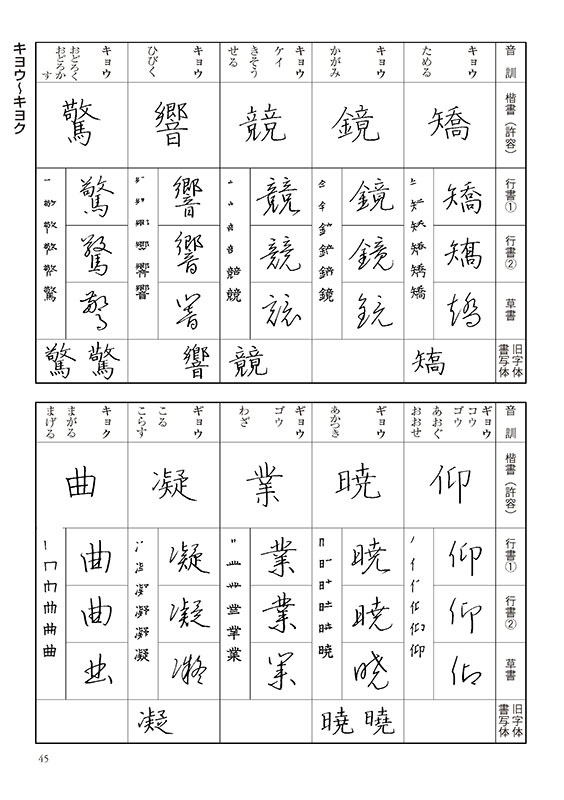 キョウ～キョク
音訓
楷書（許容）
行書①
行書②
草書
旧字体
書写体
キョウ
ためる
矯
矯
矯
矯
矯
キョウ
かがみ
鏡
鏡
鏡
鏡
キョウ
ケイ
きそう
せる
競
競
競
競
競
キョウ
ひびく
響
響
響
響
響
キョウ
おどろく
おどろかす
驚
驚
驚
驚
驚 驚
音訓
楷書（許容）
行書①
行書②
草書
旧字体
書写体
ギョウ
コウ
ゴウ
あおぐ
おおせ
仰
仰
仰
仰
ギョウ
あかつき
暁
暁
暁
暁
曉 曉
ギョウ
ゴウ
わざ
業
業
業
業
ギョウ
こる
こらす
凝
凝
凝
凝
凝
キョク
まがる
まげる
曲
曲
曲
曲
45